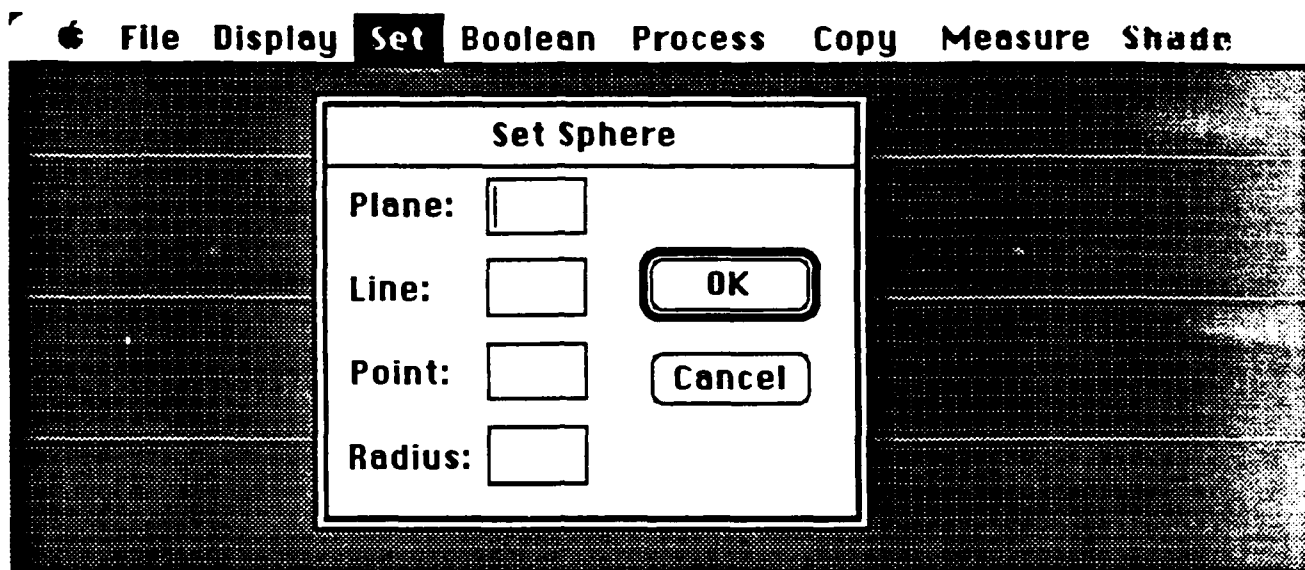 File Display Set Boolean Process Copy Measure Shade
Set Sphere
Plane:
Line:
OK
Point:
Cancel
Radius: